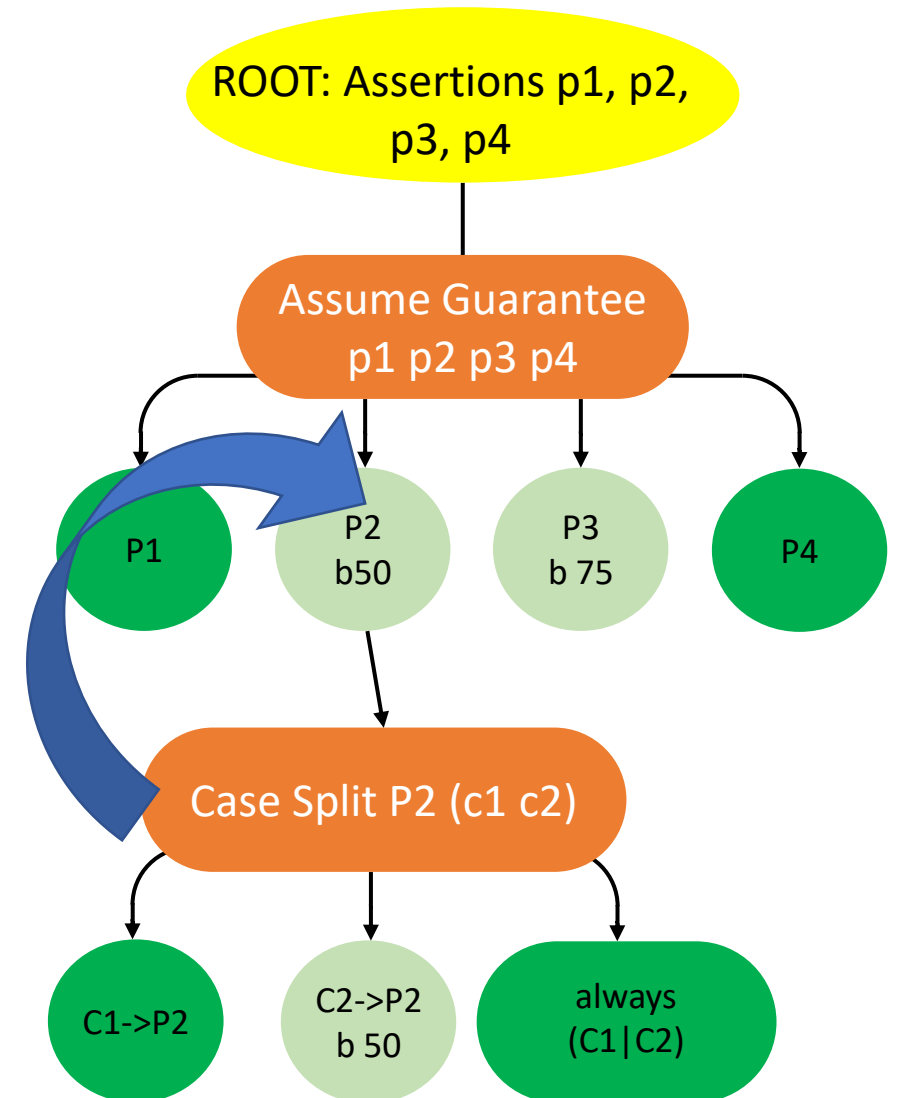 ROOT: Assertions p1, p2,
p3, p4
Assume Guarantee
p1 p2 p3 p4
P1
P2
b50
P3
b 75
P4
Case Split P2 (c1 c2)
C1->P2
C2->P2
b 50
always
(C1|C2)